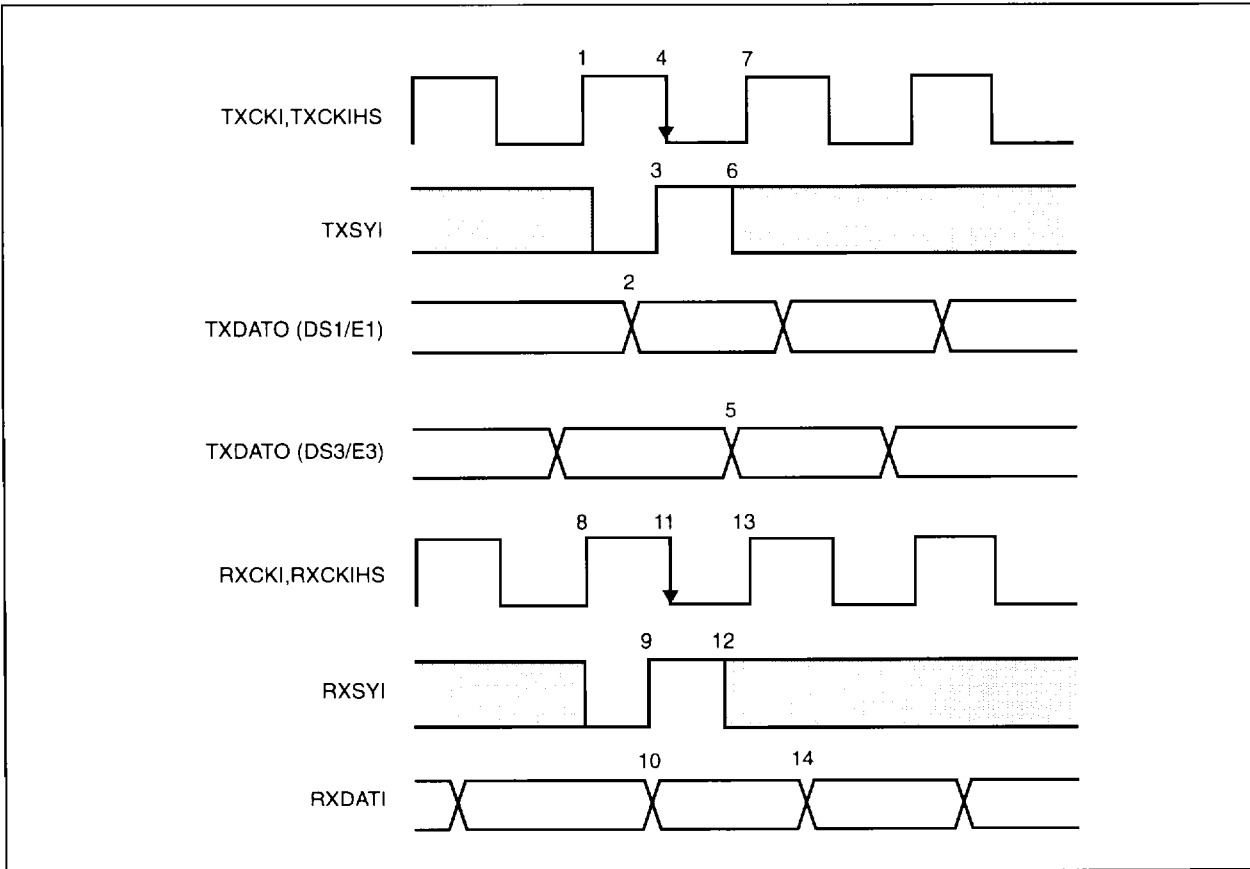 1 4 7
TXCKI,TXCKIHS
3 6
TXSYI
2
TXDATO (DS1/E1)
5
TXDATO (DS3/E3)
8 11 13
RXCKI,RXCKIHS
9 12
RXSYI
10 14
RXDATI